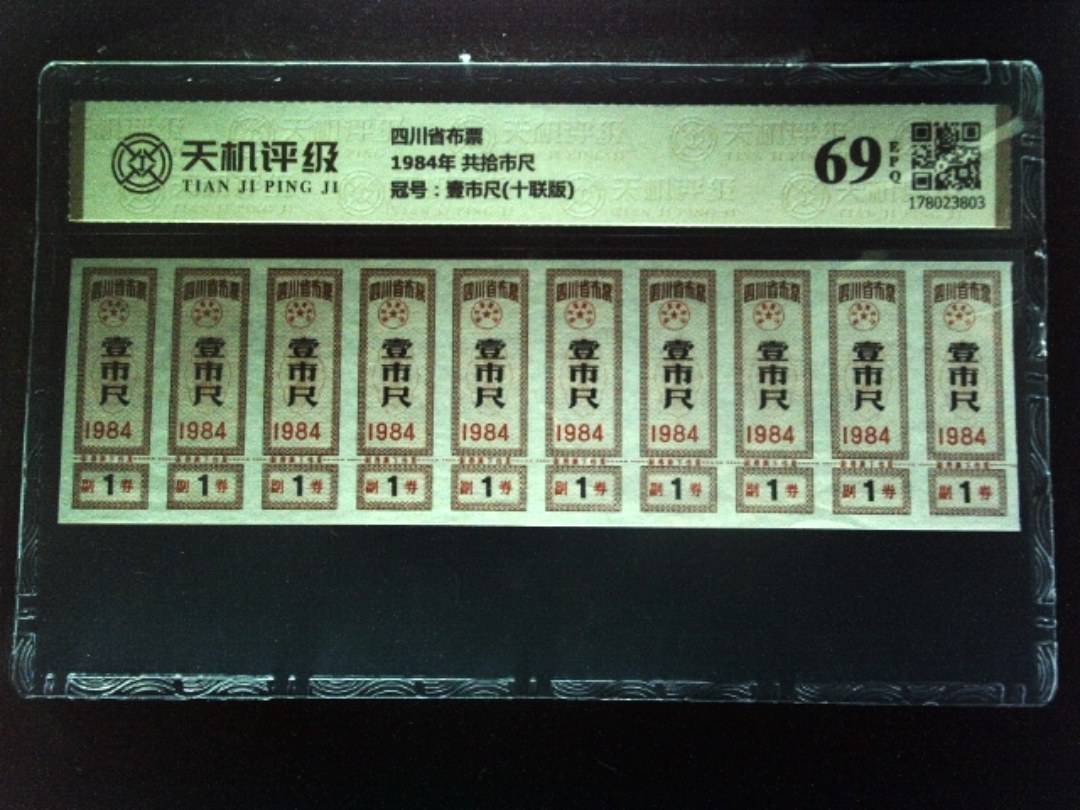 天机评级
TIAN JI PING JI
四川省布票
1984年 共拾市尺
冠号：壹市尺(十联版)
69
EPQ
178023803
四川省布票 四川省布票 四川省布票 四川省布票 四川省布票 四川省布票 四川省布票 四川省布票 四川省布票 四川省布票
壹市尺 壹市尺 壹市尺 壹市尺 壹市尺 壹市尺 壹市尺 壹市尺 壹市尺 壹市尺
1984 1984 1984 1984 1984 1984 1984 1984 1984 1984
副1券 副1券 副1券 副1券 副1券 副1券 副1券 副1券 副1券 副1券